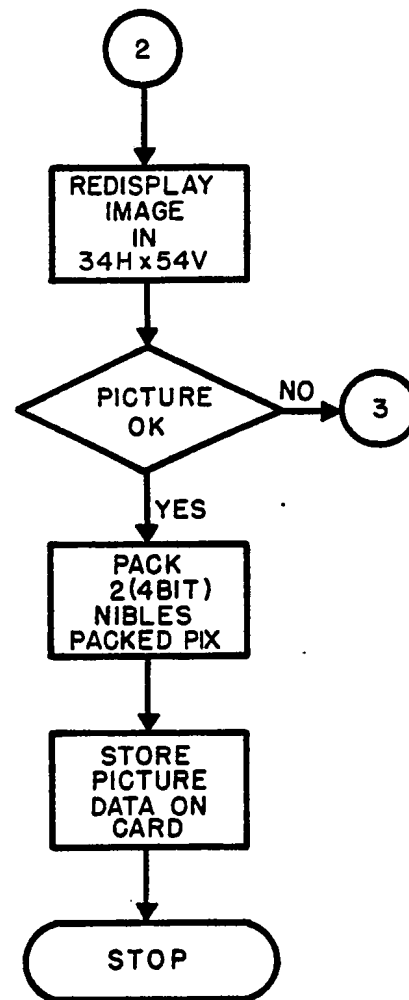 2
REDISPLAY
IMAGE
IN
34H x 54V
PICTURE
OK
NO
3
YES
PACK
2(4BIT)
NIBLES
PACKED PIX
STORE
PICTURE
DATA ON
CARD
STOP